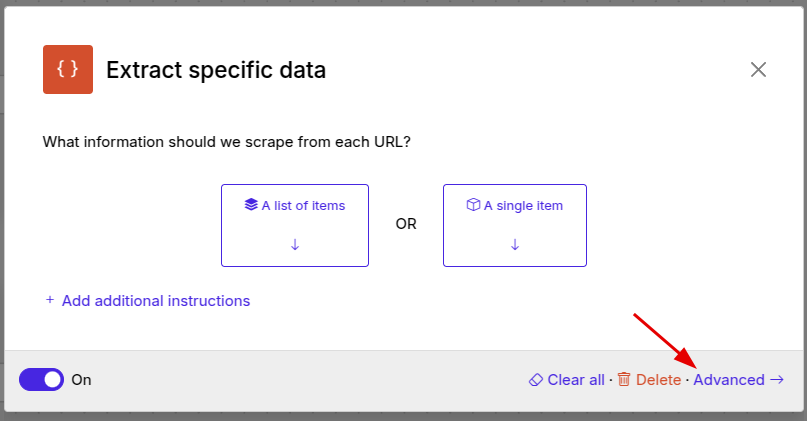 { } Extract specific data
What information should we scrape from each URL?
A list of items
OR
A single item
+ Add additional instructions
On
Clear all · Delete · Advanced →